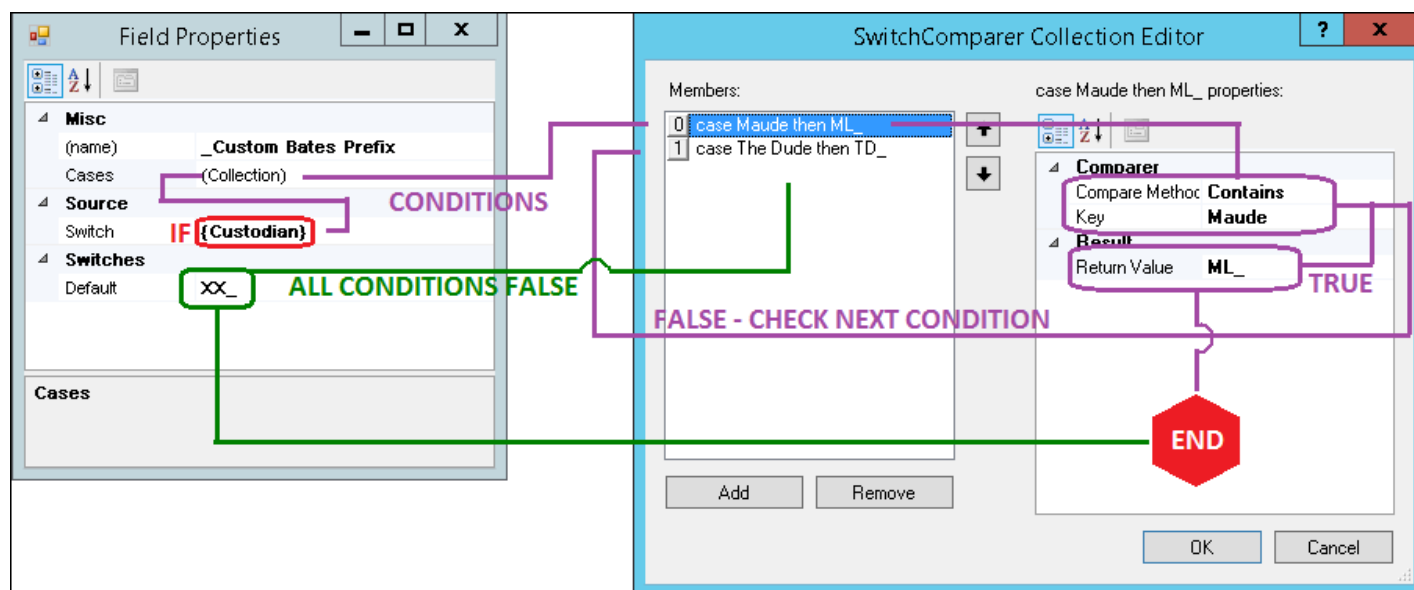 Field Properties
Misc
(name) _Custom Bates Prefix
Cases (Collection)
CONDITIONS
Source
Switch IF {Custodian}
Switches
Default XX_
ALL CONDITIONS FALSE
Cases
SwitchComparer Collection Editor
?
x
Members:
0 case Maude then ML_
1 case The Dude then TD_
FALSE - CHECK NEXT CONDITION
Add
Remove
case Maude then ML_ properties:
Comparer
Compare Method Contains
Key Maude
Result
Return Value ML_
TRUE
END
OK
Cancel